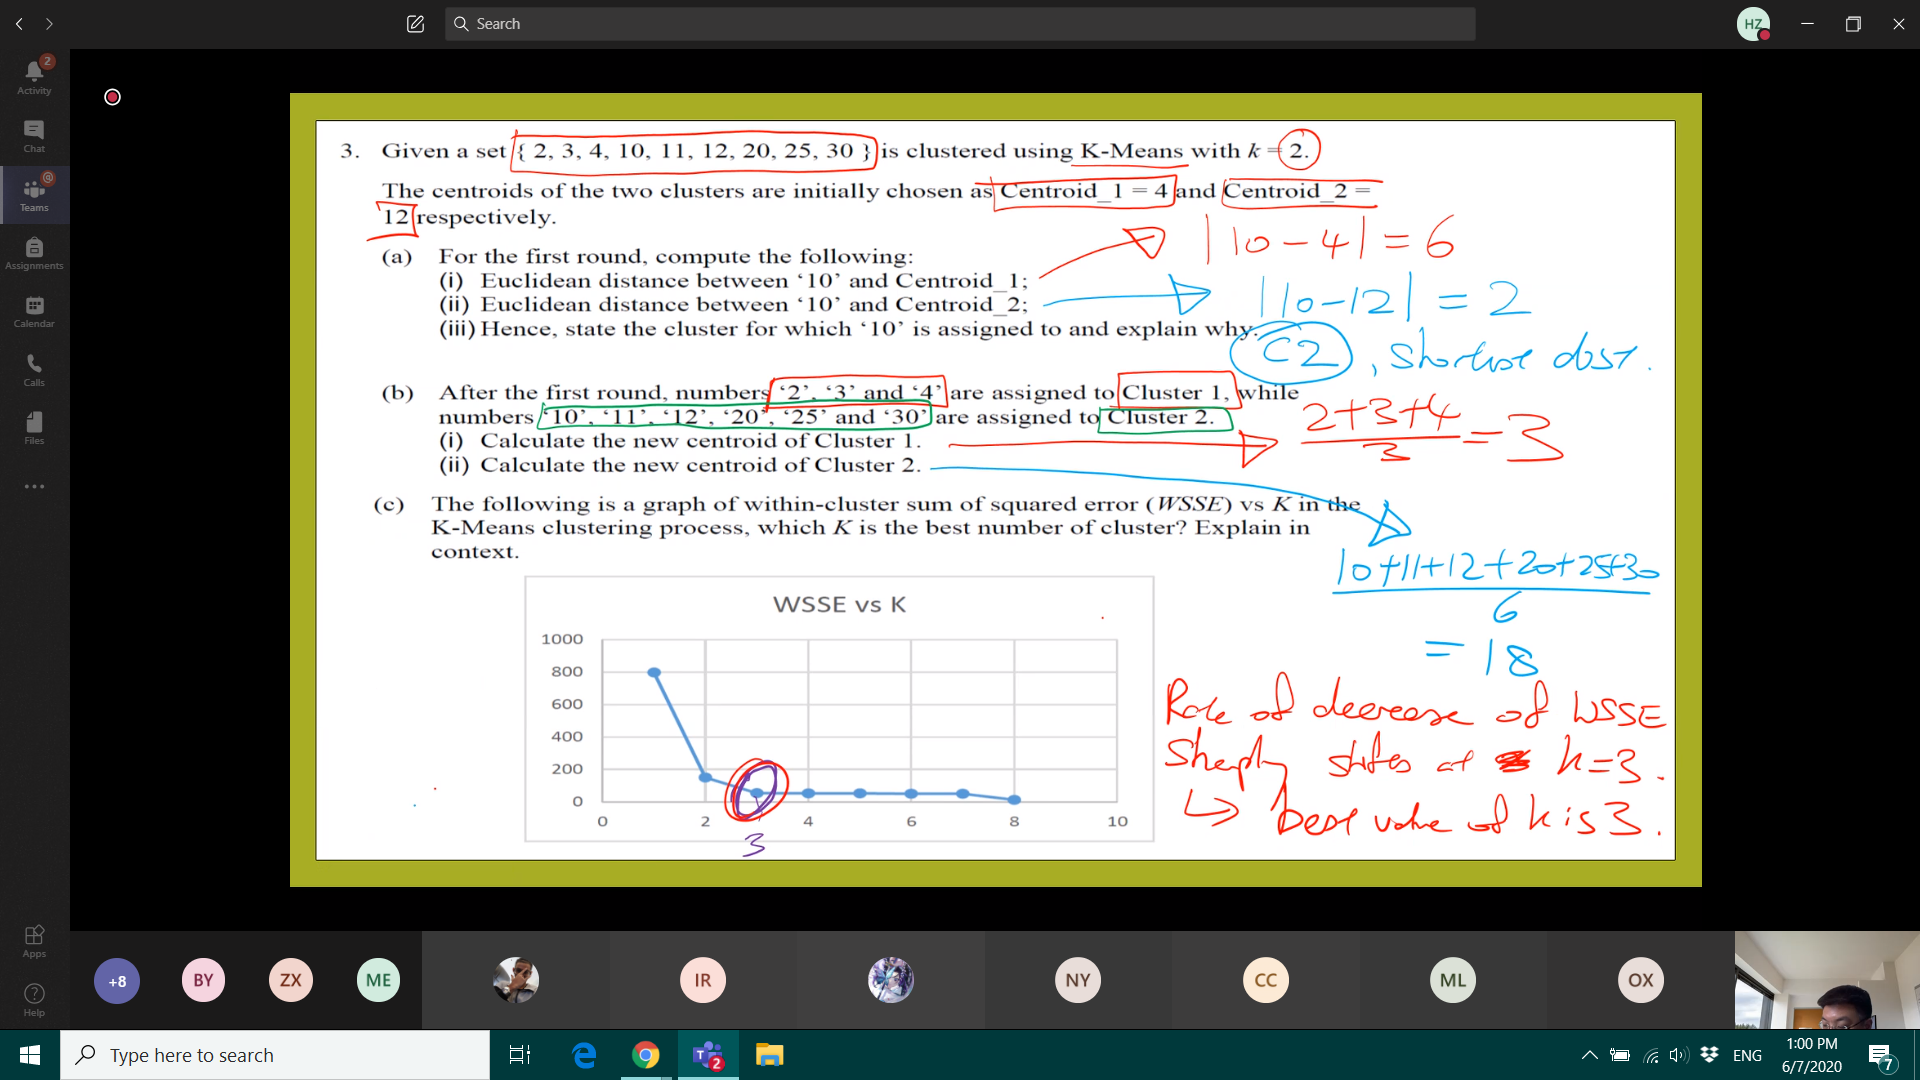 Search
HZ
2
Activity
Chat
@
Teams
Assignments
Calendar
Calls
Files
...
Apps
Help
3. Given a set { 2, 3, 4, 10, 11, 12, 20, 25, 30 } is clustered using K-Means with k = 2.
The centroids of the two clusters are initially chosen as Centroid_1 = 4 and Centroid_2 =
12 respectively.
|10-4| = 6
(a) For the first round, compute the following:
(i) Euclidean distance between '10' and Centroid_1;
(ii) Euclidean distance between '10' and Centroid_2;
|10-12| = 2
(iii) Hence, state the cluster for which '10' is assigned to and explain why.
C2, shortest dist.
(b) After the first round, numbers '2', '3' and '4' are assigned to Cluster 1, while
numbers '10', '11', '12', '20', '25' and '30' are assigned to Cluster 2.
(i) Calculate the new centroid of Cluster 1.
2+3+4
3
=3
(ii) Calculate the new centroid of Cluster 2.
(c) The following is a graph of within-cluster sum of squared error (WSSE) vs K in the
K-Means clustering process, which K is the best number of cluster? Explain in
context.
10+11+12+20+25+30
6
= 18
WSSE vs K
1000
800
600
400
200
0
0 2 4 6 8 10
3
Rate of decrease of WSSE
Sharply shifts at k=3.
best value of k is 3.
+8
BY
ZX
ME
IR
NY
CC
ML
OX
Type here to search
2
ENG
1:00 PM
6/7/2020
7